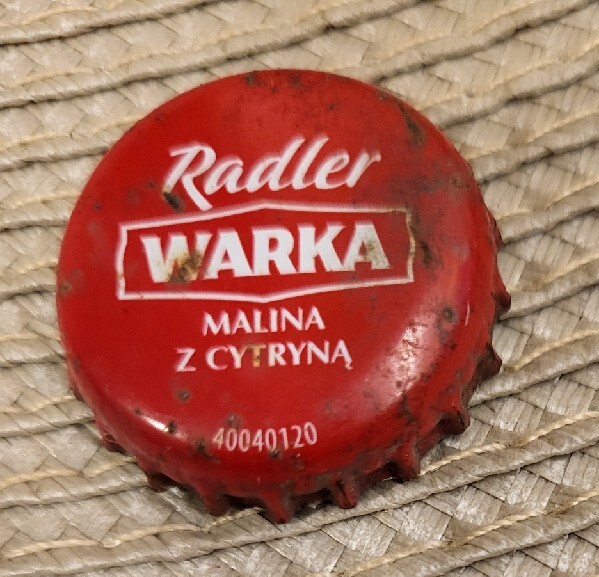 Radler
WARKA
MALINA
Z CYTRYNĄ
40040120